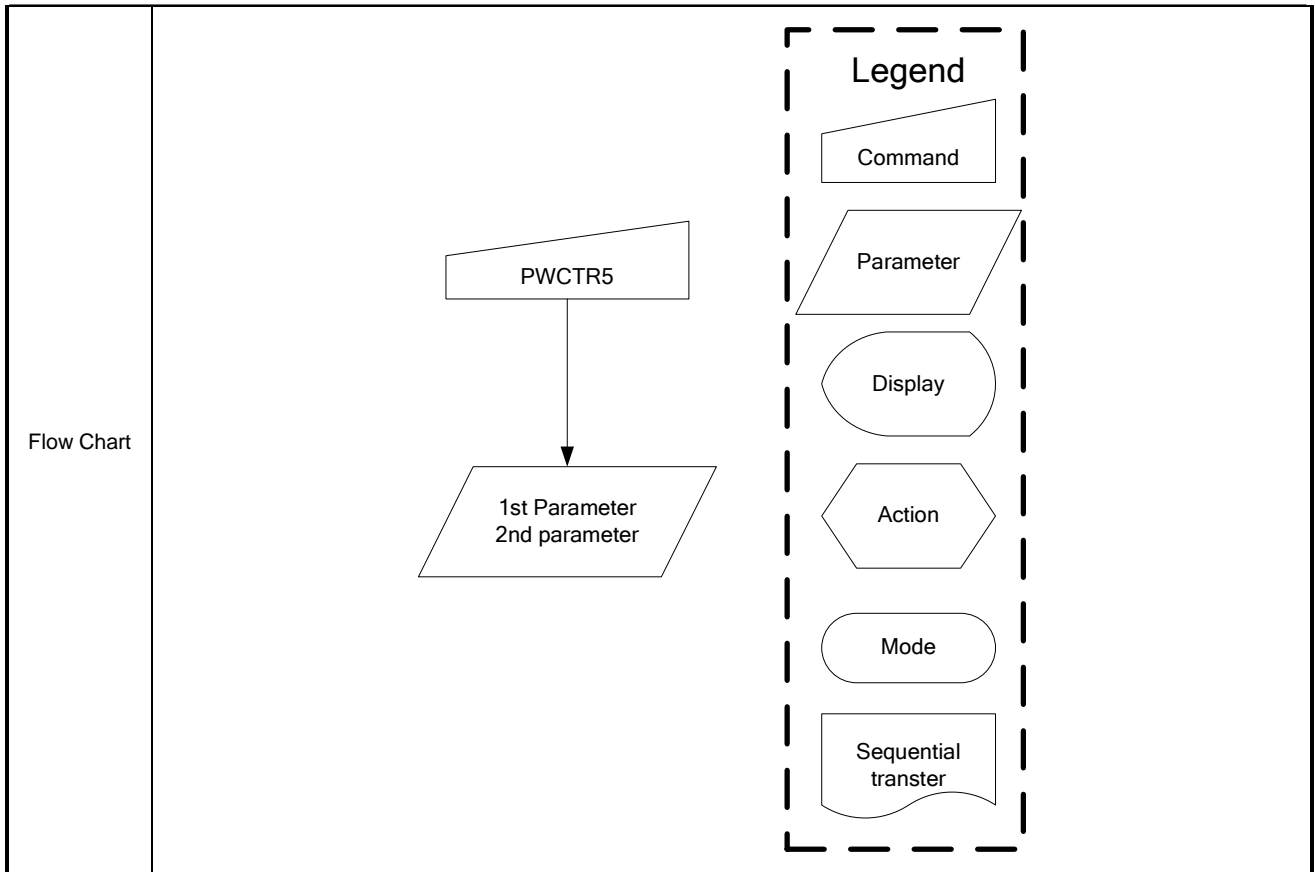 Flow Chart
PWCTR5
1st Parameter
2nd parameter
Legend
Command
Parameter
Display
Action
Mode
Sequential
transter